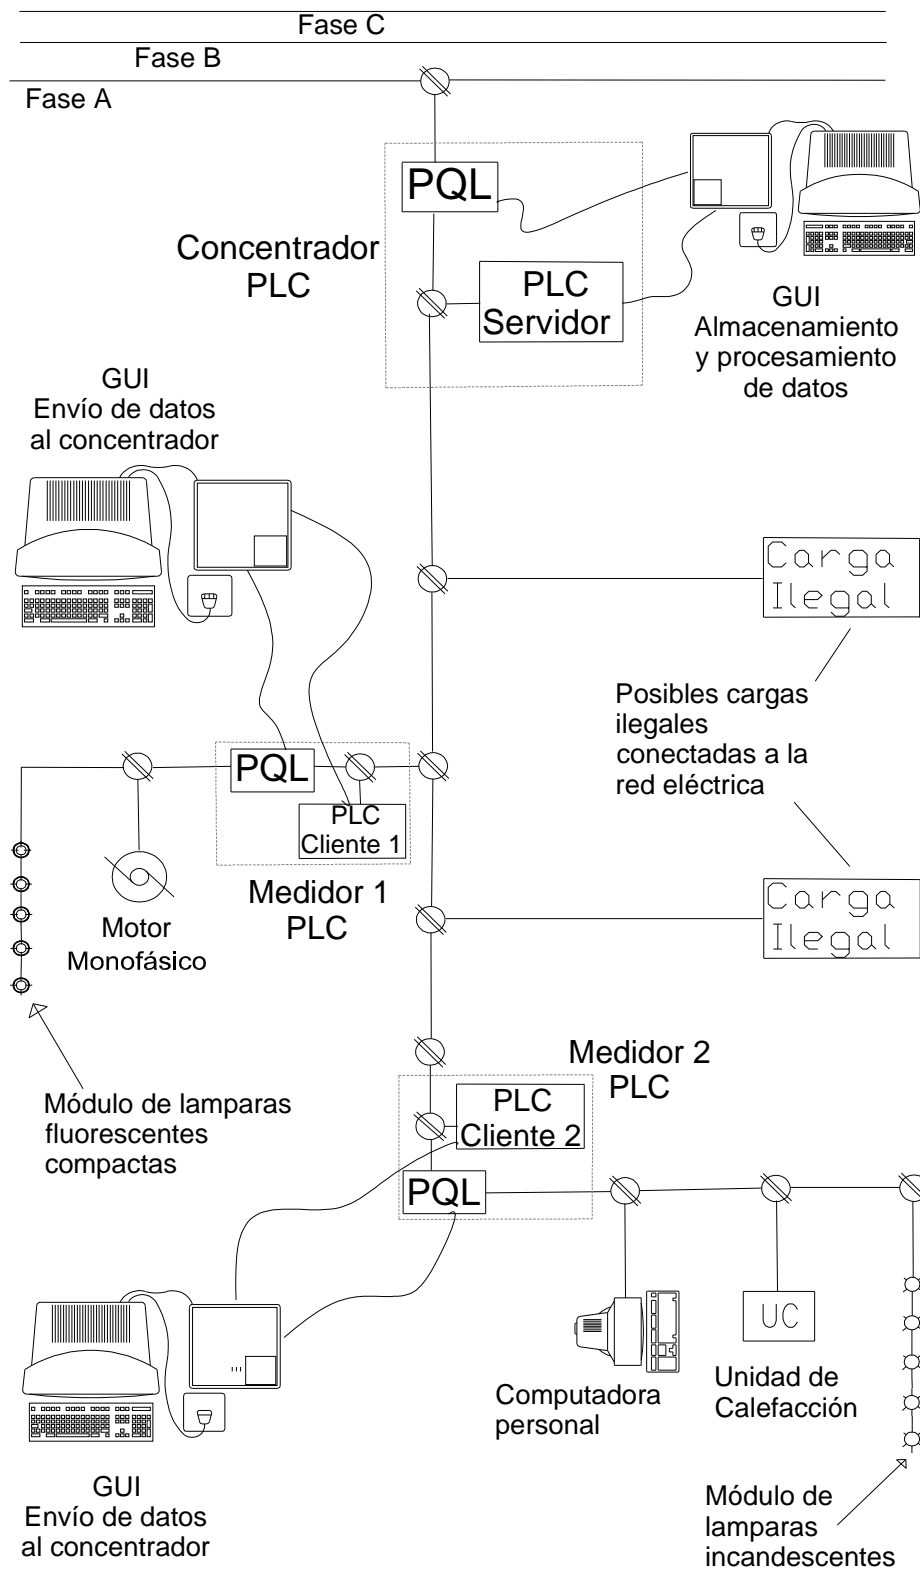 Fase C
Fase B
Fase A
PQL
Concentrador
PLC
PLC
Servidor
GUI
Almacenamiento
y procesamiento
de datos
GUI
Envío de datos
al concentrador
Carga
Ilegal
Posibles cargas
ilegales
conectadas a la
red eléctrica
PQL
PLC
Cliente 1
Medidor 1
PLC
Motor
Monofásico
Carga
Ilegal
Módulo de lamparas
fluorescentes
compactas
Medidor 2
PLC
PLC
Cliente 2
PQL
UC
Computadora
personal
Unidad de
Calefacción
GUI
Envío de datos
al concentrador
Módulo de
lamparas
incandescentes